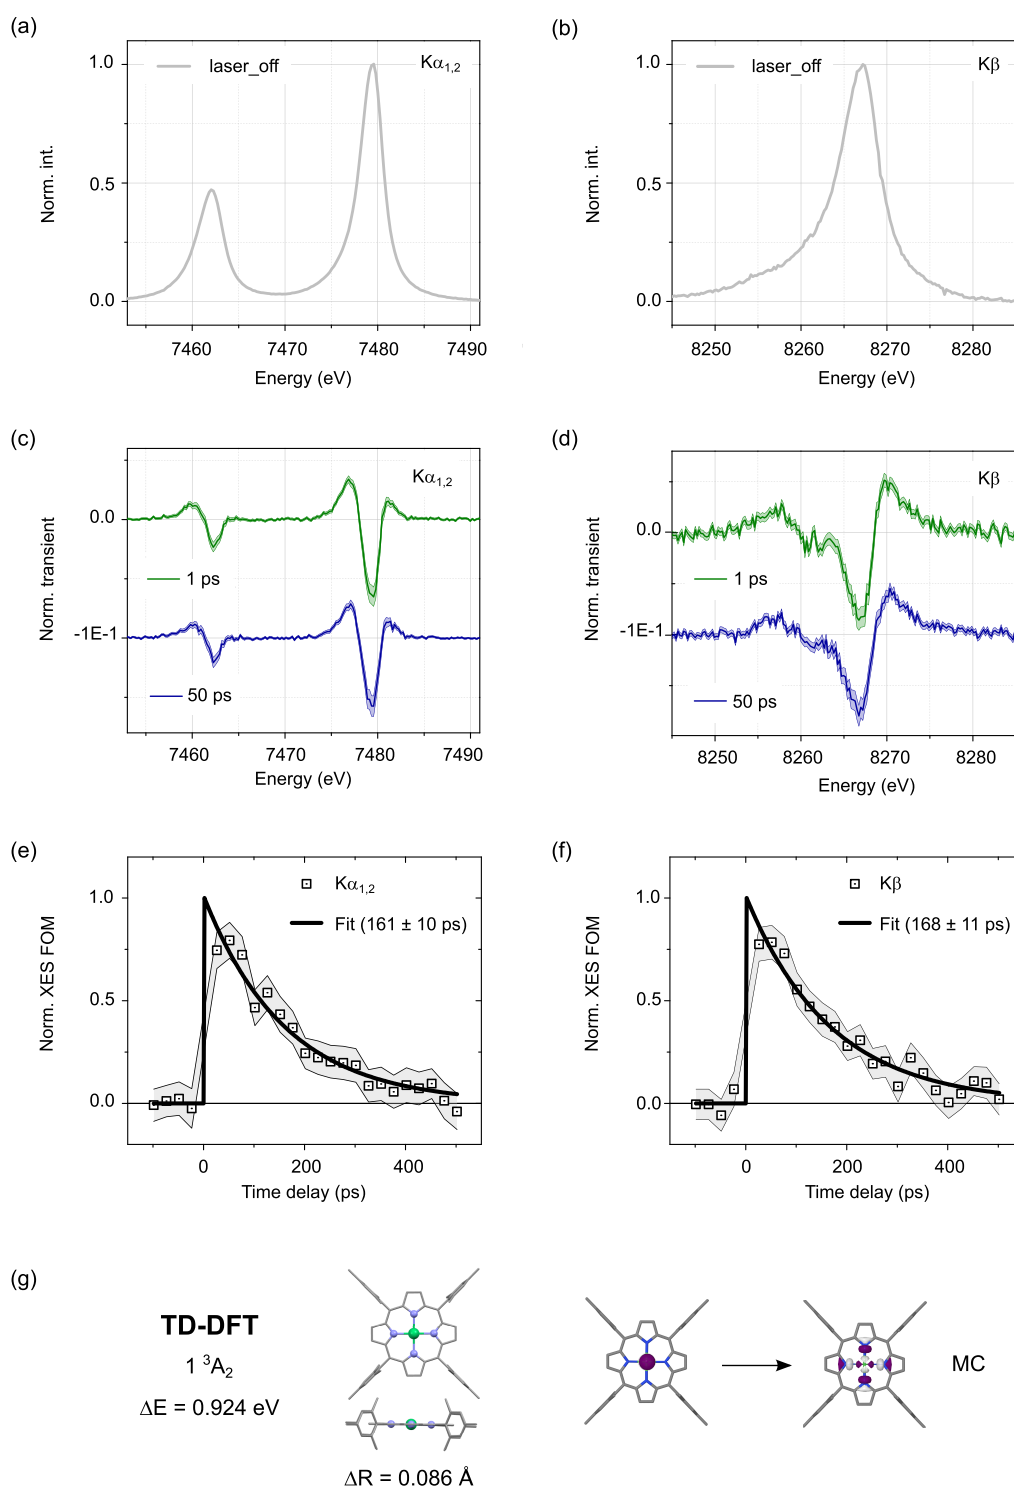 (a)
laser_off
Kα1,2
1.0
0.5
0.0
Norm. int.
7460 7470 7480 7490
Energy (eV)
(b)
laser_off
Kβ
1.0
0.5
0.0
Norm. int.
8250 8260 8270 8280
Energy (eV)
(c)
Kα1,2
0.0
-1E-1
Norm. transient
1 ps
50 ps
7460 7470 7480 7490
Energy (eV)
(d)
Kβ
0.0
-1E-1
Norm. transient
1 ps
50 ps
8250 8260 8270 8280
Energy (eV)
(e)
Kα1,2
Fit (161 ± 10 ps)
1.0
0.5
0.0
Norm. XES FOM
0 200 400
Time delay (ps)
(f)
Kβ
Fit (168 ± 11 ps)
1.0
0.5
0.0
Norm. XES FOM
0 200 400
Time delay (ps)
(g)
TD-DFT
1 ³A₂
ΔE = 0.924 eV
ΔR = 0.086 Å
MC